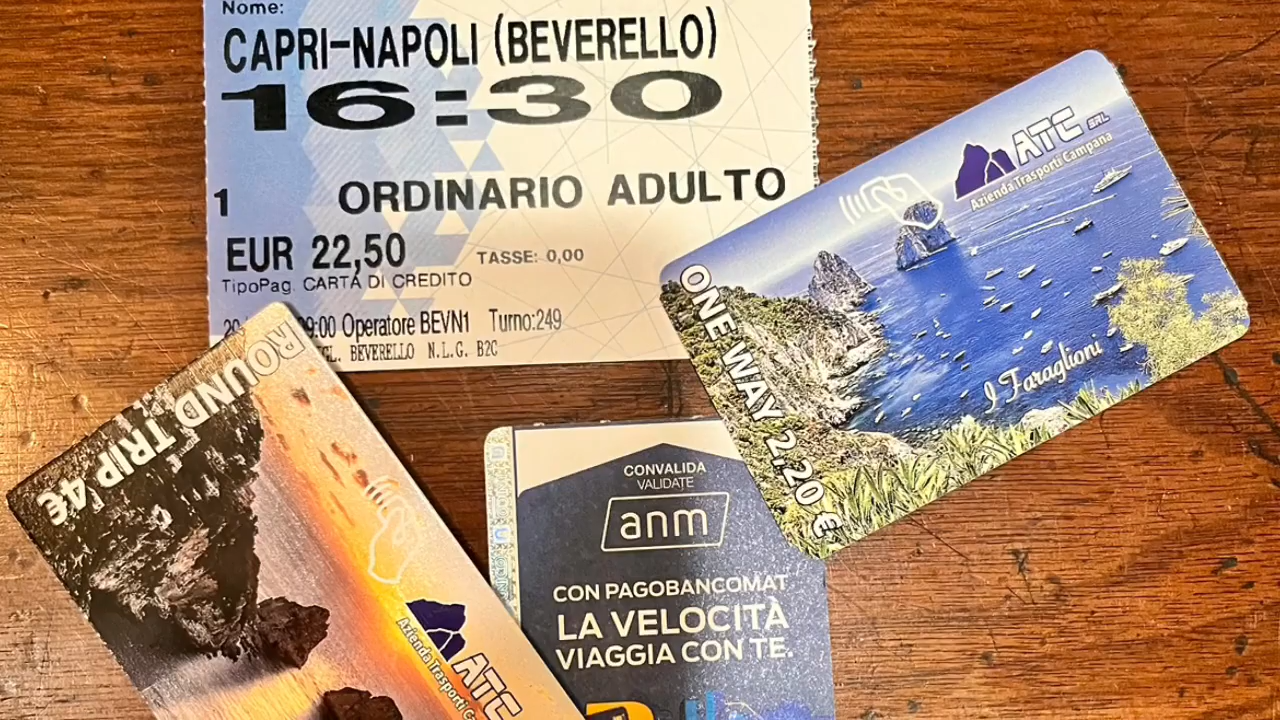 Nome:
CAPRI-NAPOLI (BEVERELLO)
16:30
1 ORDINARIO ADULTO
EUR 22,50 TASSE: 0,00
TipoPag. CARTA DI CREDITO
20 09:00 Operatore BEVN1 Turno:249
BEVERELLO N.L.G. B2C
ATC SRL
Azienda Trasporti Campana
ONE WAY 2,20 €
I Faraglioni
ROUND TRIP 4€
ATC
Azienda Trasporti
CONVALIDA
VALIDATE
anm
CON PAGOBANCOMAT
LA VELOCITÀ
VIAGGIA CON TE.